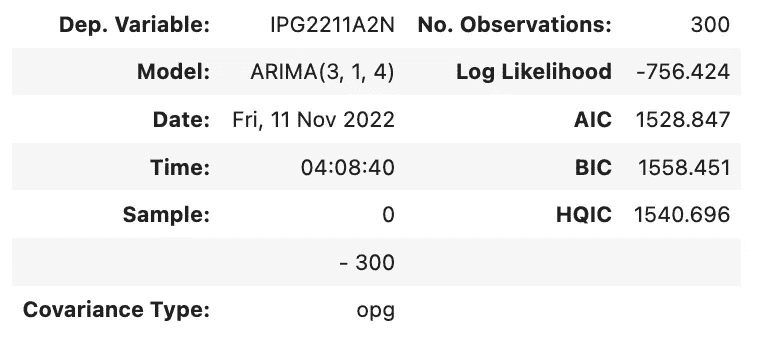 Dep. Variable: IPG2211A2N No. Observations: 300
Model: ARIMA(3, 1, 4) Log Likelihood -756.424
Date: Fri, 11 Nov 2022 AIC 1528.847
Time: 04:08:40 BIC 1558.451
Sample: 0 HQIC 1540.696
- 300
Covariance Type: opg